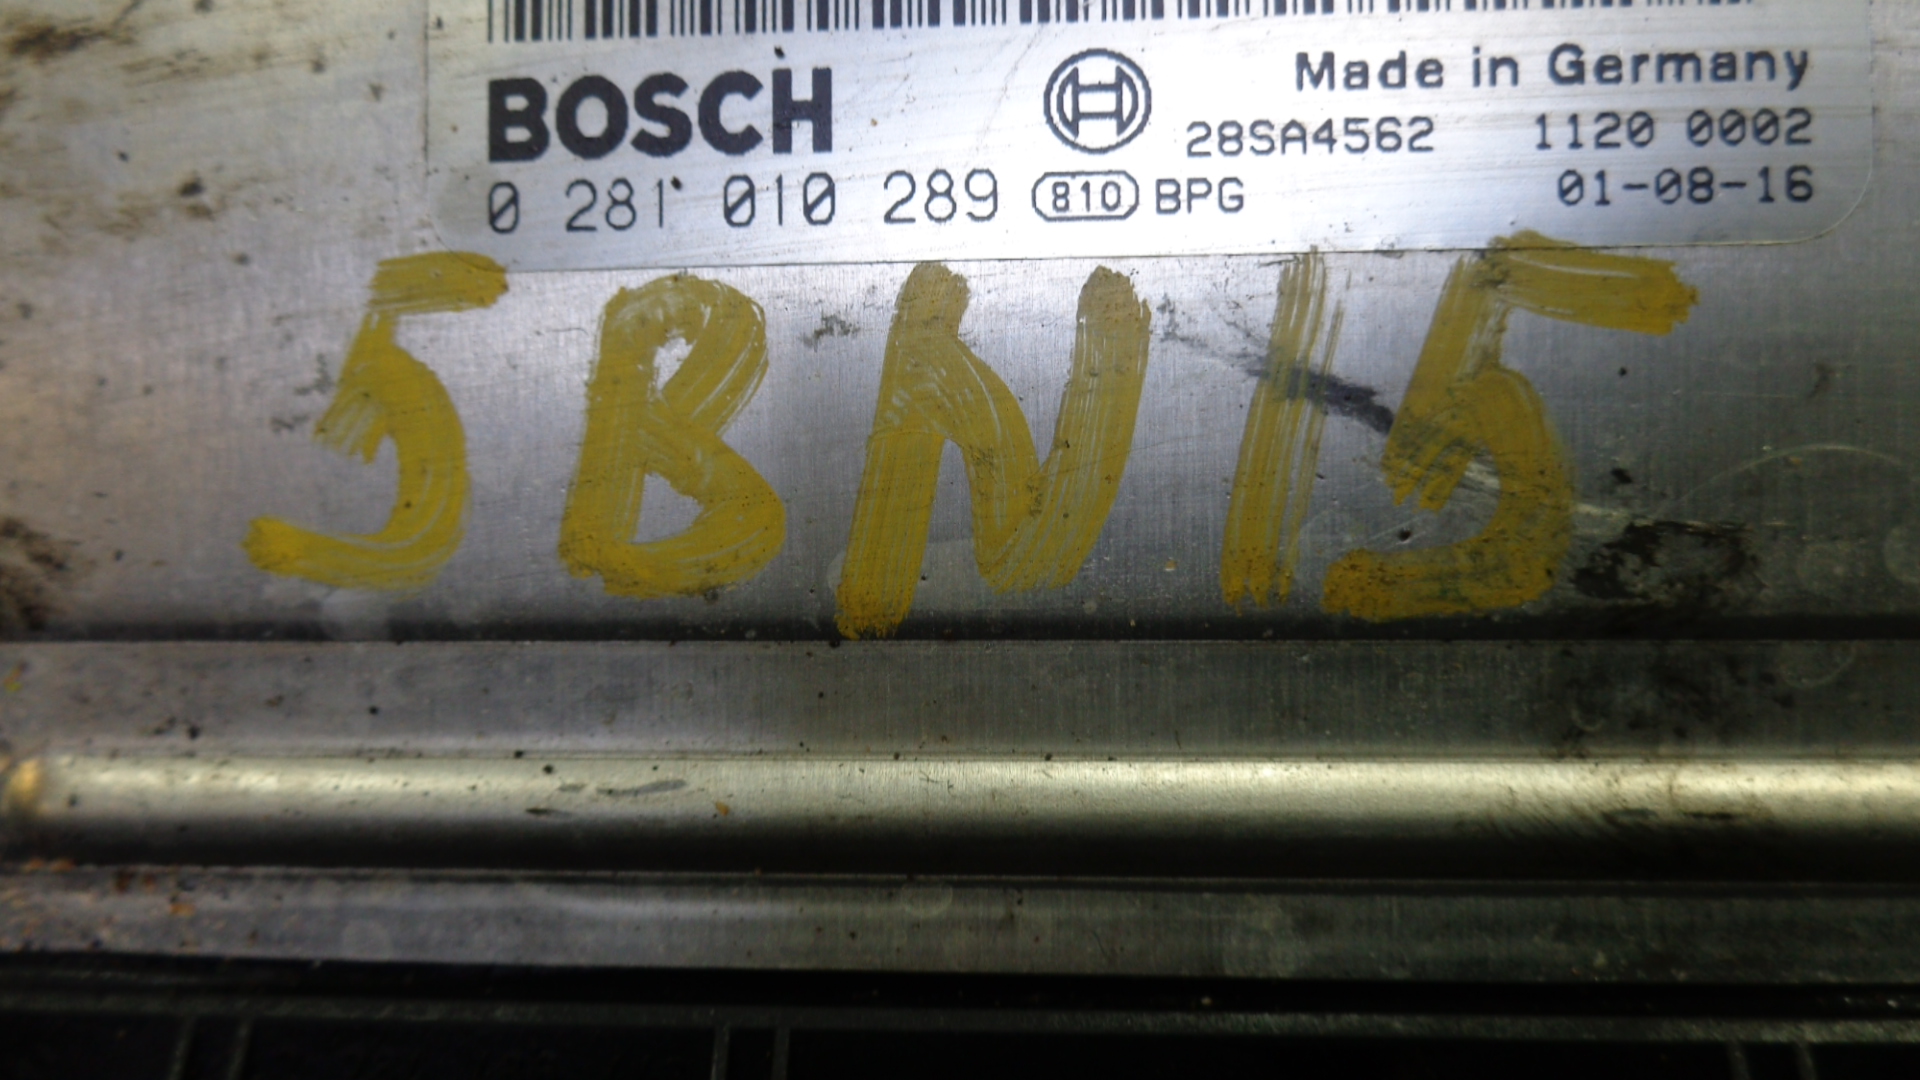 BOSCH Made in Germany
28SA4562 1120 0002
0 281 010 289 810 BPG 01-08-16
5BN15